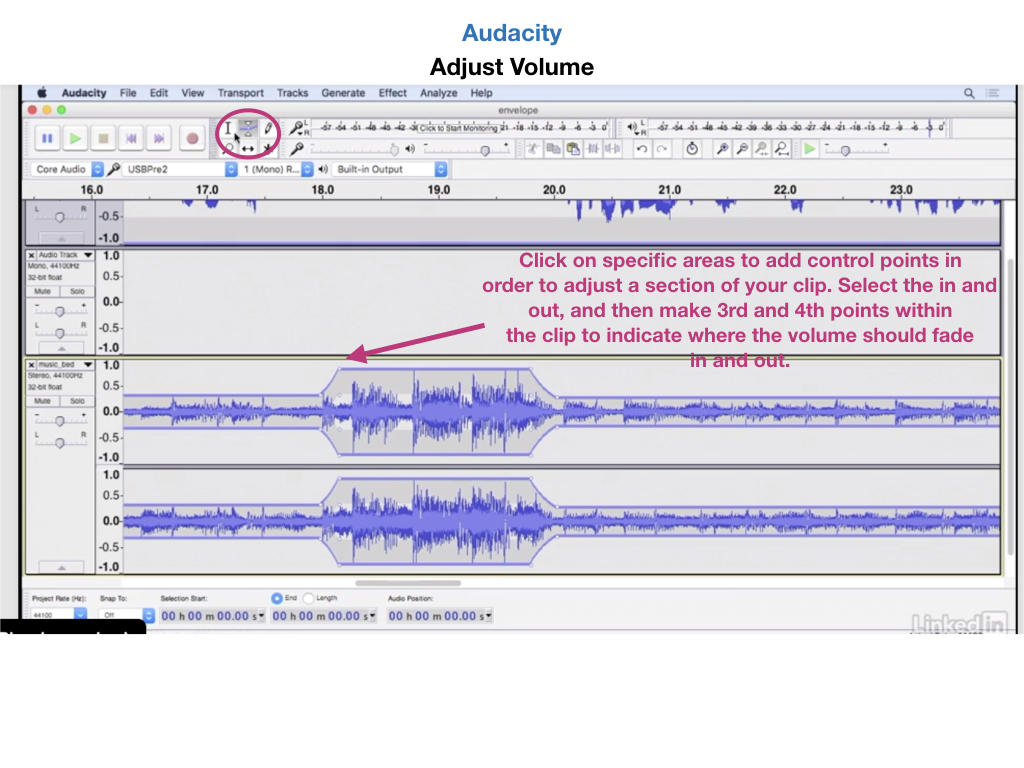 Audacity
Adjust Volume
Audacity File Edit View Transport Tracks Generate Effect Analyze Help
envelope
L
R
-57 -54 -51 -48 -45 -42 -3 Click to Start Monitoring 21 -18 -15 -12 -9 -6 -3 0
L
R
-57 -54 -51 -48 -45 -42 -39 -36 -33 -30 -27 -24 -21 -18 -15 -12 -9 -6 -3 0
- +
- +
- +
Core Audio USBPre2 1 (Mono) R... Built-in Output
16.0 17.0 18.0 19.0 20.0 21.0 22.0 23.0
L R
-0.5
-1.0
Click on specific areas to add control points in
order to adjust a section of your clip. Select the in and
out, and then make 3rd and 4th points within
the clip to indicate where the volume should fade
in and out.
x Audio Track
Mono, 44100Hz
32-bit float
Mute Solo
- +
L R
1.0
0.5
0.0
-0.5
-1.0
x music_bed
Stereo, 44100Hz
32-bit float
Mute Solo
- +
L R
1.0
0.5
0.0
-0.5
-1.0
1.0
0.5
0.0
-0.5
-1.0
Project Rate (Hz): Snap To: Selection Start: End Length Audio Position:
44100 Off 00 h 00 m 00.00 s 00 h 00 m 00.00 s 00 h 00 m 00.00 s
Linked in